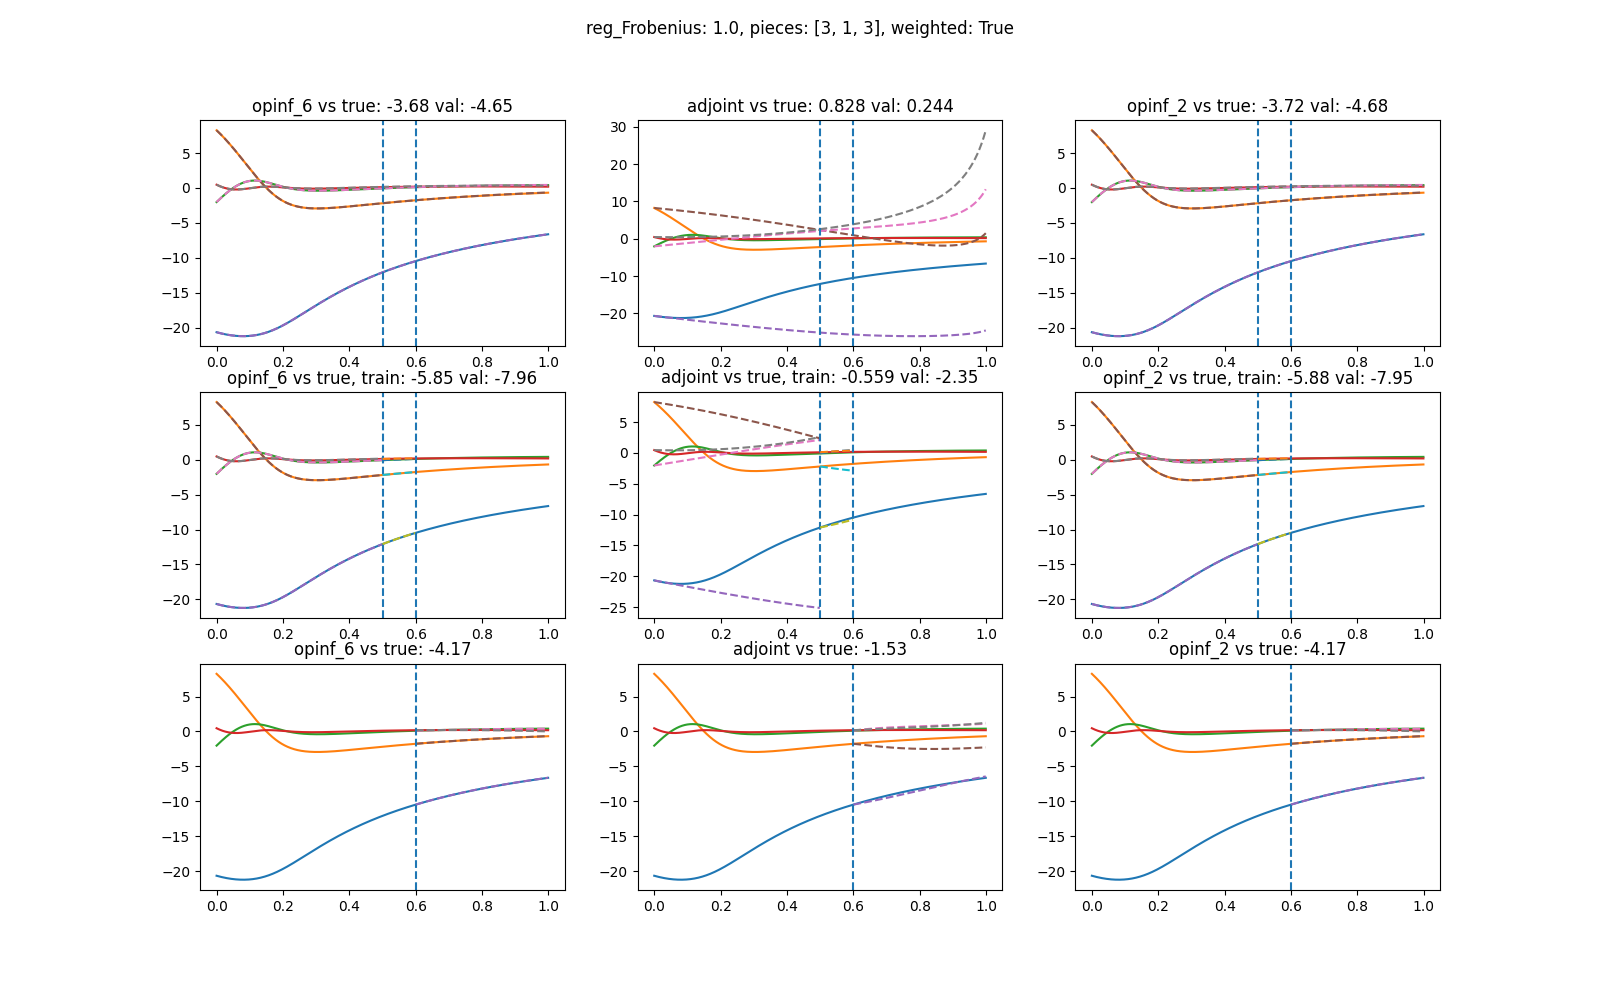 reg_Frobenius: 1.0, pieces: [3, 1, 3], weighted: True
opinf_6 vs true: -3.68 val: -4.65
5
0
−5
−10
−15
−20
0.0 0.2 0.4 0.6 0.8 1.0
adjoint vs true: 0.828 val: 0.244
30
20
10
0
−10
−20
0.0 0.2 0.4 0.6 0.8 1.0
opinf_2 vs true: -3.72 val: -4.68
5
0
−5
−10
−15
−20
0.0 0.2 0.4 0.6 0.8 1.0
opinf_6 vs true, train: -5.85 val: -7.96
5
0
−5
−10
−15
−20
0.0 0.2 0.4 0.6 0.8 1.0
adjoint vs true, train: -0.559 val: -2.35
5
0
−5
−10
−15
−20
−25
0.0 0.2 0.4 0.6 0.8 1.0
opinf_2 vs true, train: -5.88 val: -7.95
5
0
−5
−10
−15
−20
0.0 0.2 0.4 0.6 0.8 1.0
opinf_6 vs true: -4.17
5
0
−5
−10
−15
−20
0.0 0.2 0.4 0.6 0.8 1.0
adjoint vs true: -1.53
5
0
−5
−10
−15
−20
0.0 0.2 0.4 0.6 0.8 1.0
opinf_2 vs true: -4.17
5
0
−5
−10
−15
−20
0.0 0.2 0.4 0.6 0.8 1.0